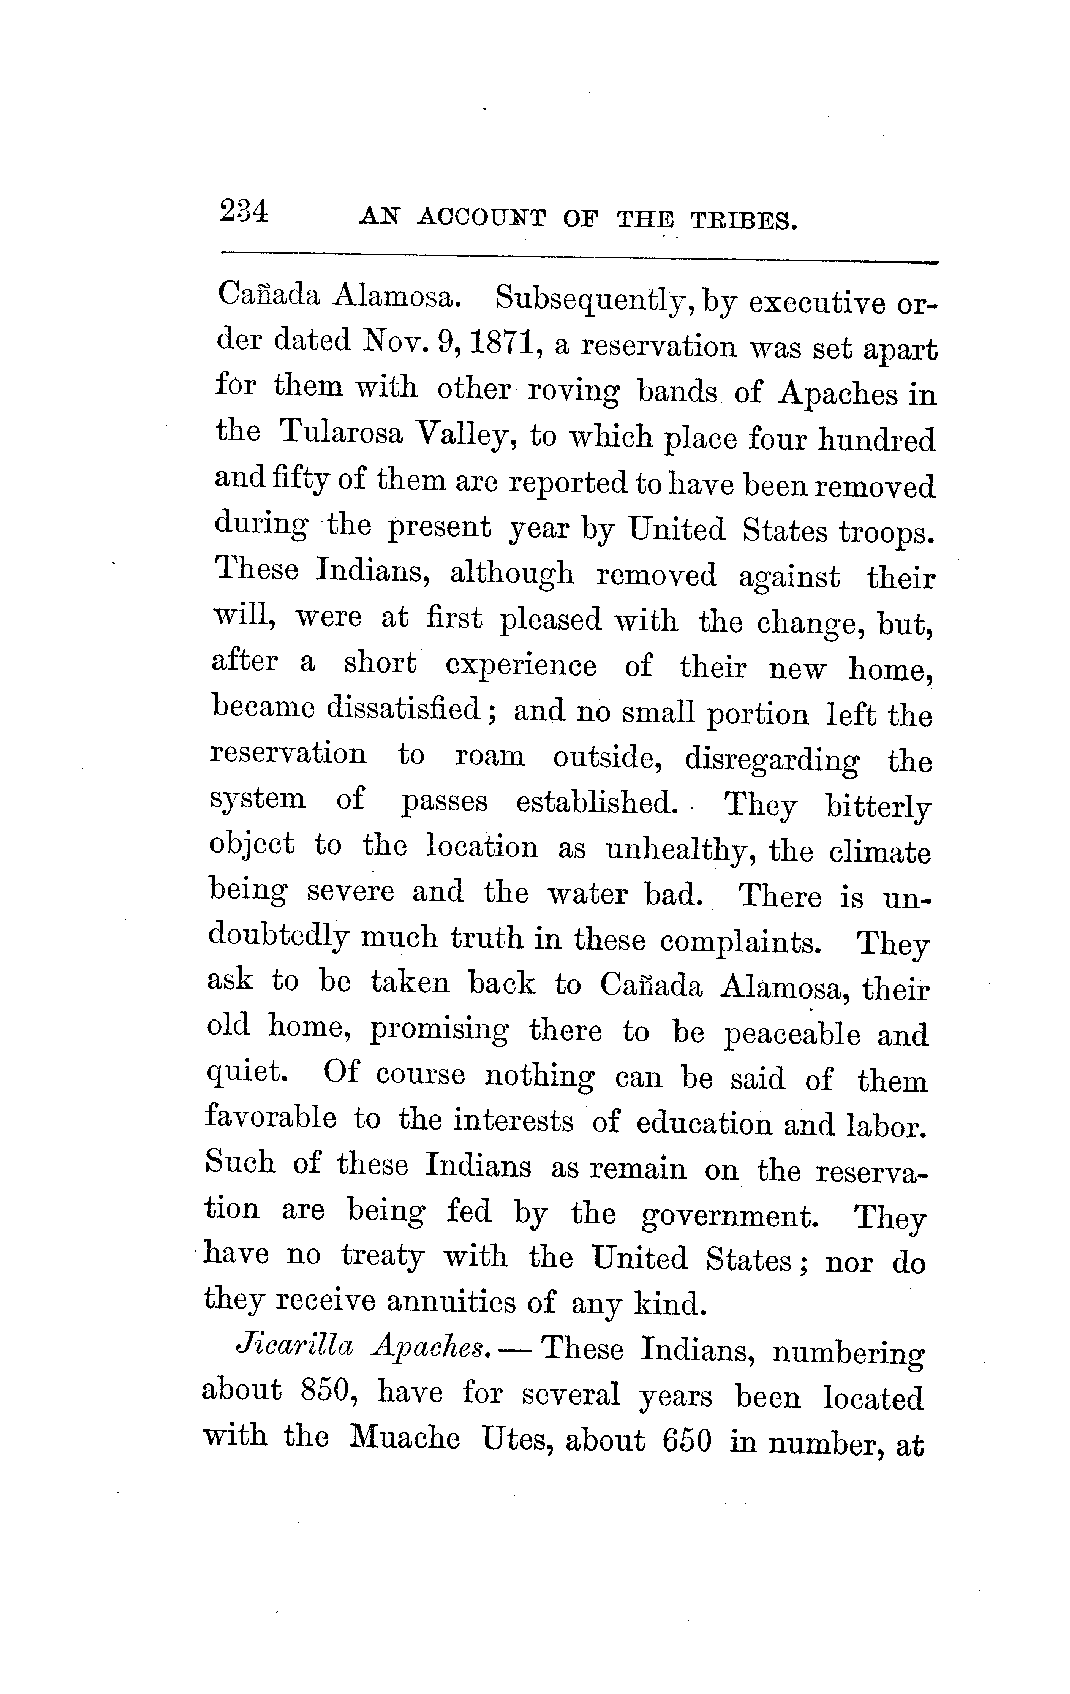 234 AN ACCOUNT OF THE TRIBES.
Cañada Alamosa. Subsequently, by executive or-
der dated Nov. 9, 1871, a reservation was set apart
for them with other roving bands of Apaches in
the Tularosa Valley, to which place four hundred
and fifty of them are reported to have been removed
during the present year by United States troops.
These Indians, although removed against their
will, were at first pleased with the change, but,
after a short experience of their new home,
became dissatisfied; and no small portion left the
reservation to roam outside, disregarding the
system of passes established. They bitterly
object to the location as unhealthy, the climate
being severe and the water bad. There is un-
doubtedly much truth in these complaints. They
ask to be taken back to Cañada Alamosa, their
old home, promising there to be peaceable and
quiet. Of course nothing can be said of them
favorable to the interests of education and labor.
Such of these Indians as remain on the reserva-
tion are being fed by the government. They
have no treaty with the United States; nor do
they receive annuities of any kind.
Jicarilla Apaches. — These Indians, numbering
about 850, have for several years been located
with the Muache Utes, about 650 in number, at